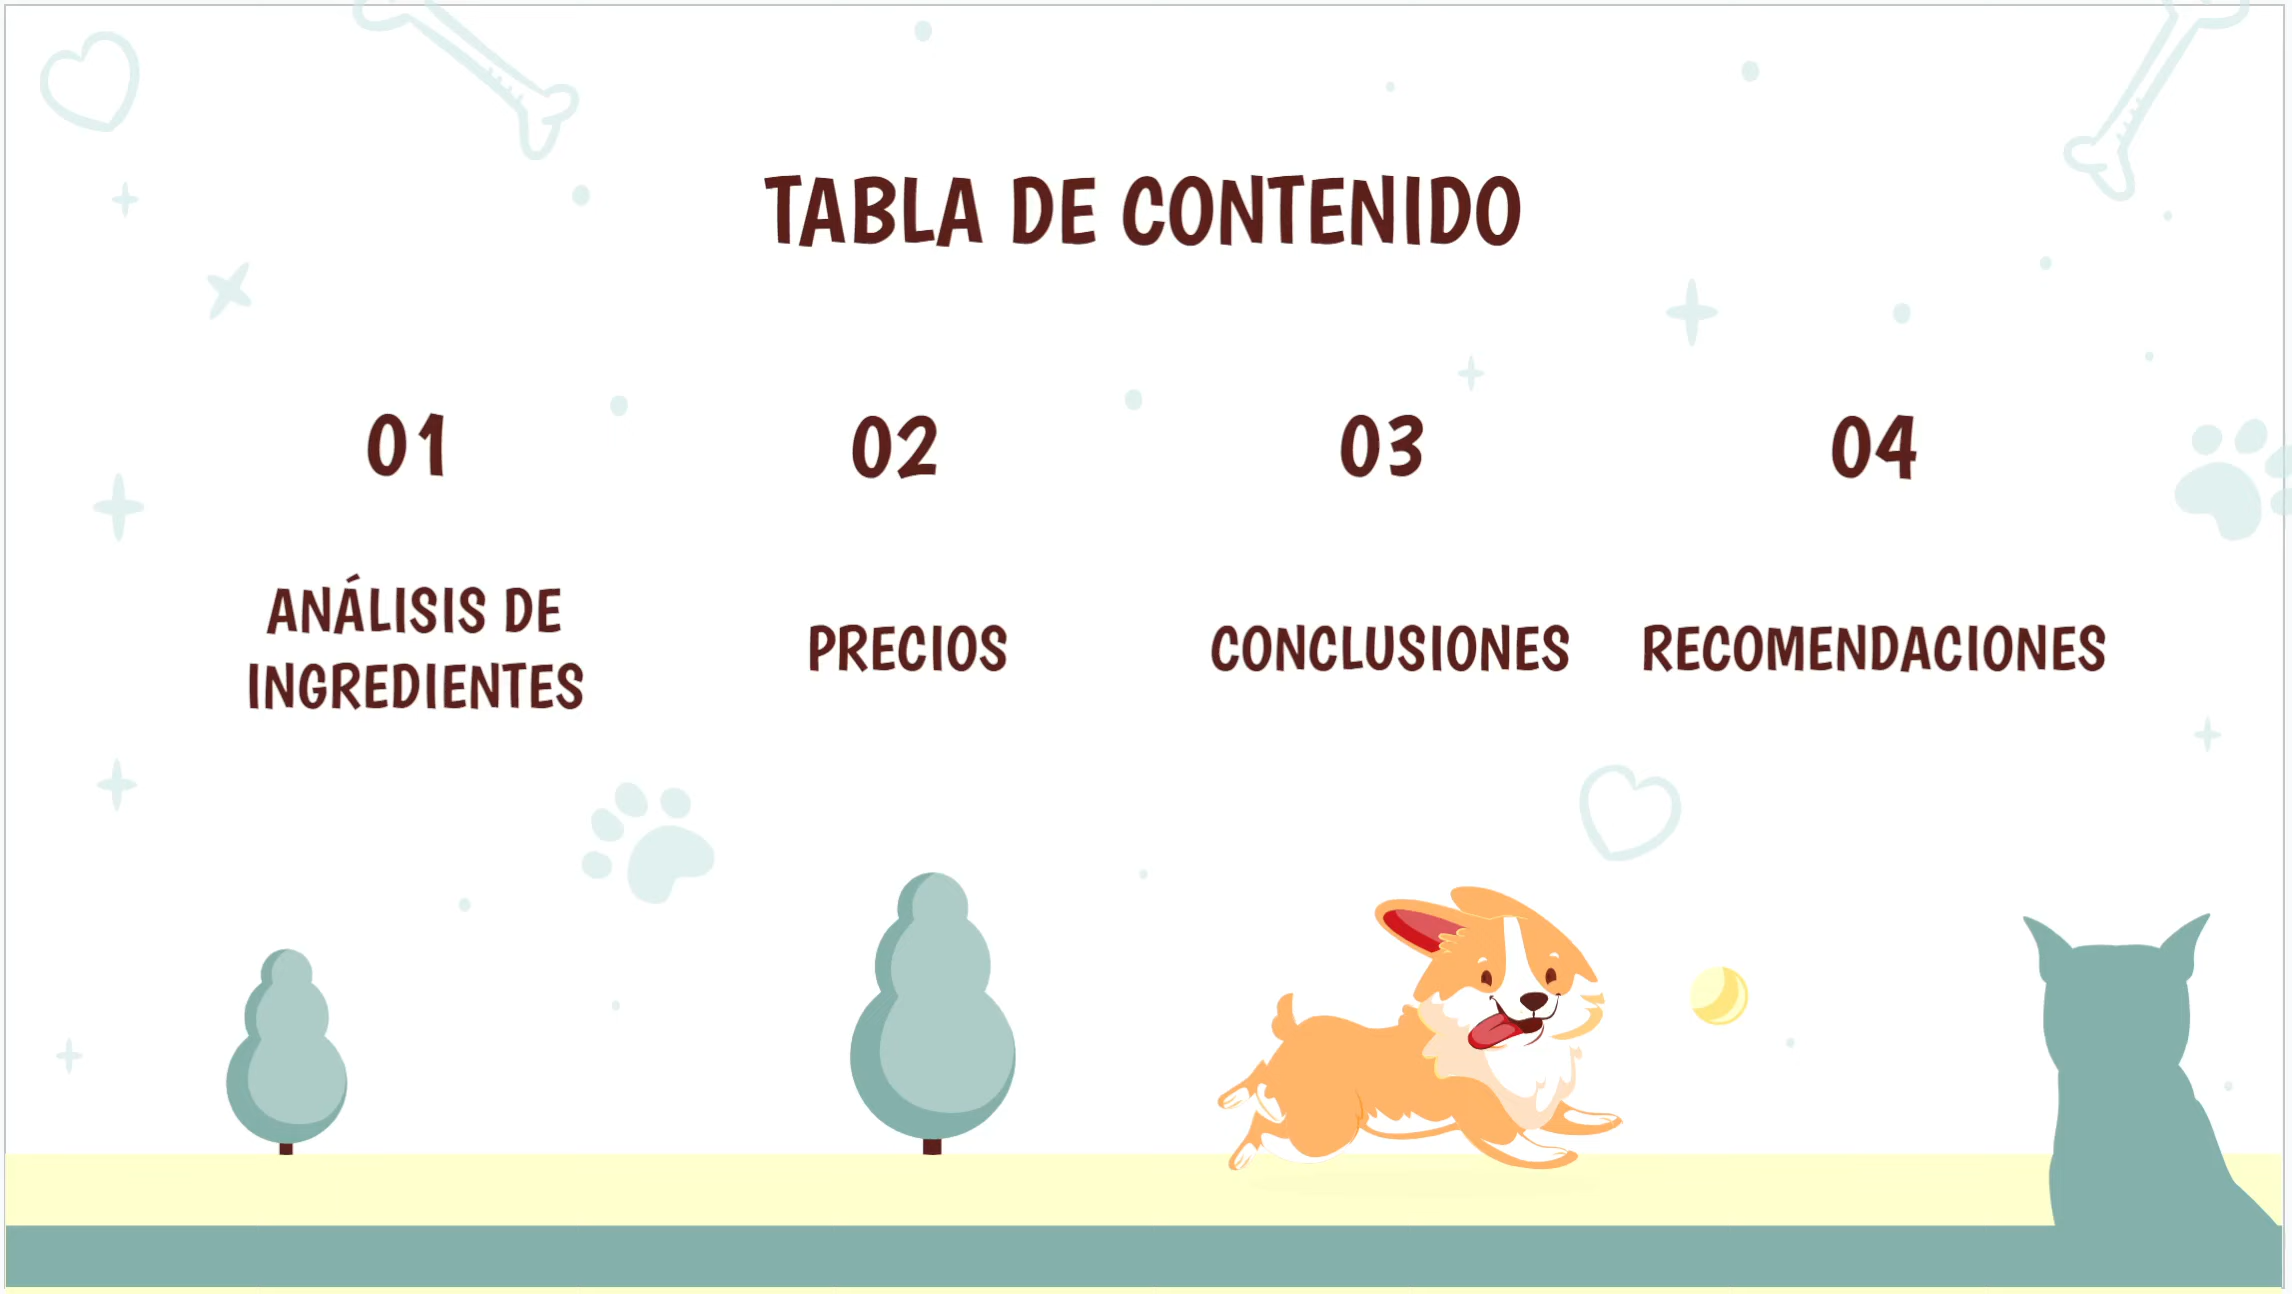 TABLA DE CONTENIDO
01
ANÁLISIS DE
INGREDIENTES
02
PRECIOS
03
CONCLUSIONES
04
RECOMENDACIONES